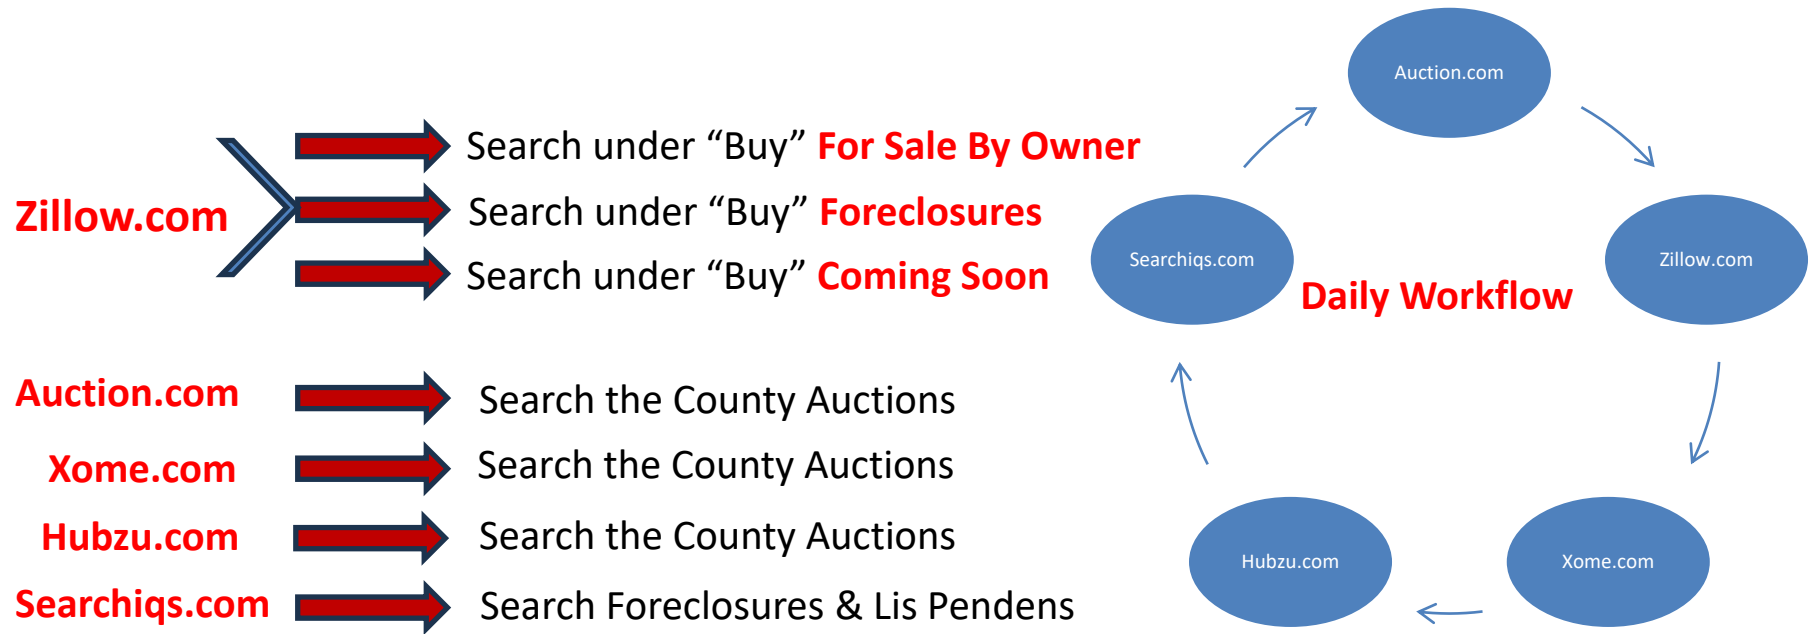 Zillow.com
Search under “Buy” For Sale By Owner
Search under “Buy” Foreclosures
Search under “Buy” Coming Soon
Auction.com
Search the County Auctions
Xome.com
Search the County Auctions
Hubzu.com
Search the County Auctions
Searchiqs.com
Search Foreclosures & Lis Pendens
Daily Workflow
Auction.com
Zillow.com
Xome.com
Hubzu.com
Searchiqs.com